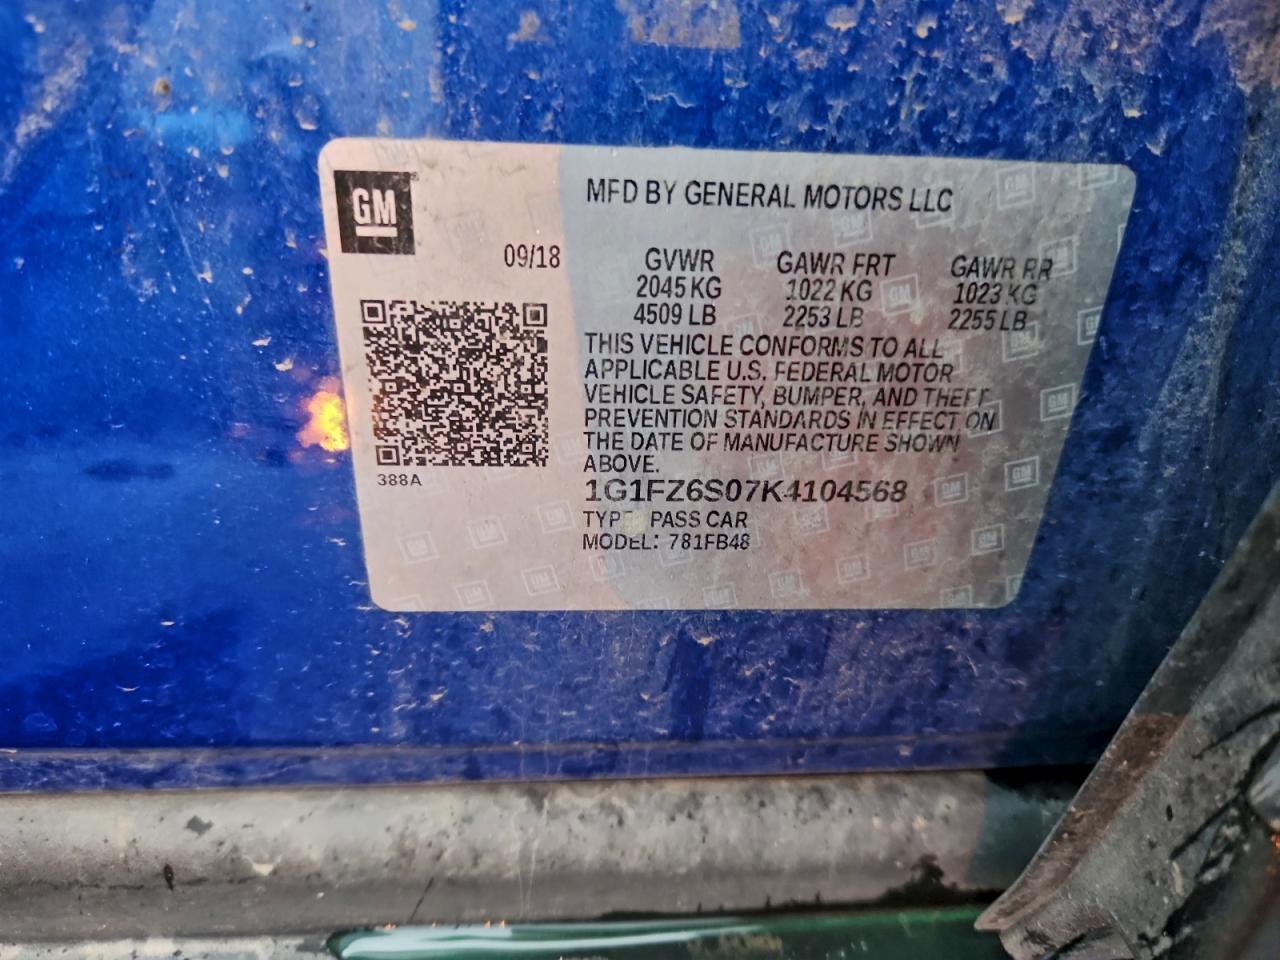 GM
MFD BY GENERAL MOTORS LLC
09/18
GVWR GAWR FRT GAWR RR
2045 KG 1022 KG 1023 KG
4509 LB 2253 LB 2255 LB
THIS VEHICLE CONFORMS TO ALL
APPLICABLE U.S. FEDERAL MOTOR
VEHICLE SAFETY, BUMPER, AND THEFT
PREVENTION STANDARDS IN EFFECT ON
THE DATE OF MANUFACTURE SHOWN
ABOVE.
388A
1G1FZ6S07K4104568
TYPE PASS CAR
MODEL: 781FB48